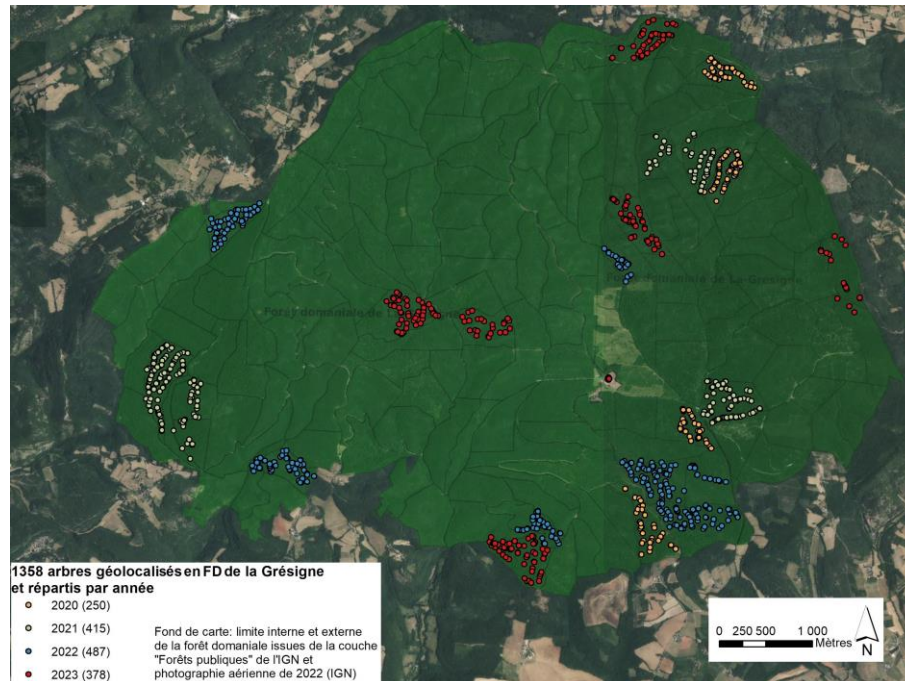 Forêt domaniale de La Grésigne
Forêt domaniale de La
1358 arbres géolocalisés en FD de la Grésigne
et répartis par année
2020 (250)
2021 (415)
2022 (487)
2023 (378)
Fond de carte: limite interne et externe
de la forêt domaniale issues de la couche
"Forêts publiques" de l'IGN et
photographie aérienne de 2022 (IGN)
0 250 500 1 000
Mètres
N